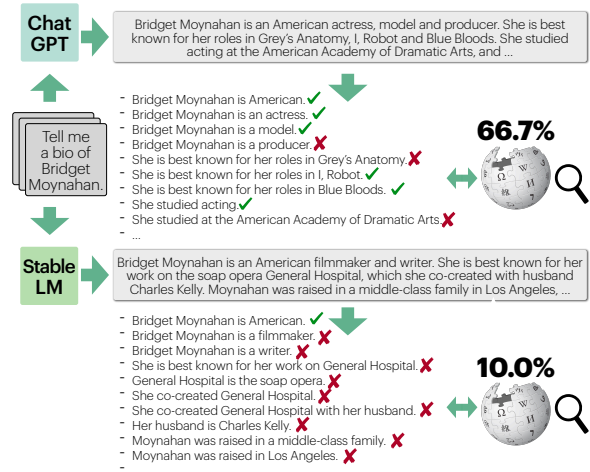 Chat
GPT
Bridget Moynahan is an American actress, model and producer. She is best
known for her roles in Grey's Anatomy, I, Robot and Blue Bloods. She studied
acting at the American Academy of Dramatic Arts, and ...
Tell me
a bio of
Bridget
Moynahan.
- Bridget Moynahan is American. ✓
- Bridget Moynahan is an actress. ✓
- Bridget Moynahan is a model. ✓
- Bridget Moynahan is a producer. ✗
- She is best known for her roles in Grey's Anatomy. ✗
- She is best known for her roles in I, Robot. ✓
- She is best known for her roles in Blue Bloods. ✓
- She studied acting. ✓
- She studied at the American Academy of Dramatic Arts. ✗
- ...
66.7%
Ω W
И
Stable
LM
Bridget Moynahan is an American filmmaker and writer. She is best known for her
work on the soap opera General Hospital, which she co-created with husband
Charles Kelly. Moynahan was raised in a middle-class family in Los Angeles, ...
- Bridget Moynahan is American. ✓
- Bridget Moynahan is a filmmaker. ✗
- Bridget Moynahan is a writer. ✗
- She is best known for her work on General Hospital. ✗
- General Hospital is the soap opera. ✗
- She co-created General Hospital. ✗
- She co-created General Hospital with her husband. ✗
- Her husband is Charles Kelly. ✗
- Moynahan was raised in a middle-class family. ✗
- Moynahan was raised in Los Angeles. ✗
-
10.0%
Ω W
И